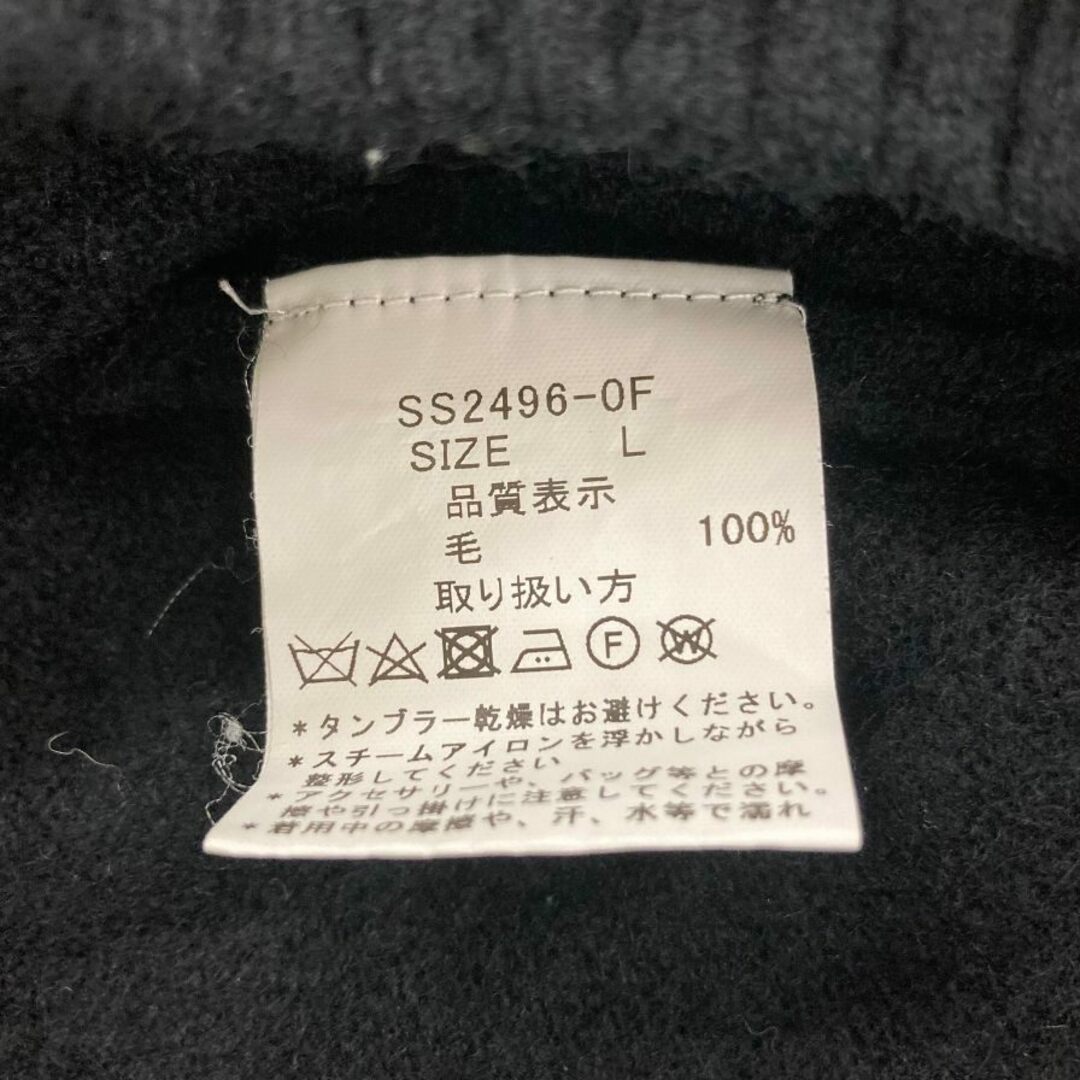 SS2496-0F
SIZE L
品質表示
毛 100%
取り扱い方
F W
*タンブラー乾燥はお避けください。
*スチームアイロンを浮かしながら
整形してください
*アクセサリーや、バッグ等との摩
擦や引っ掛けに注意してください。
*着用中の摩擦や、汗、水等で濡れ